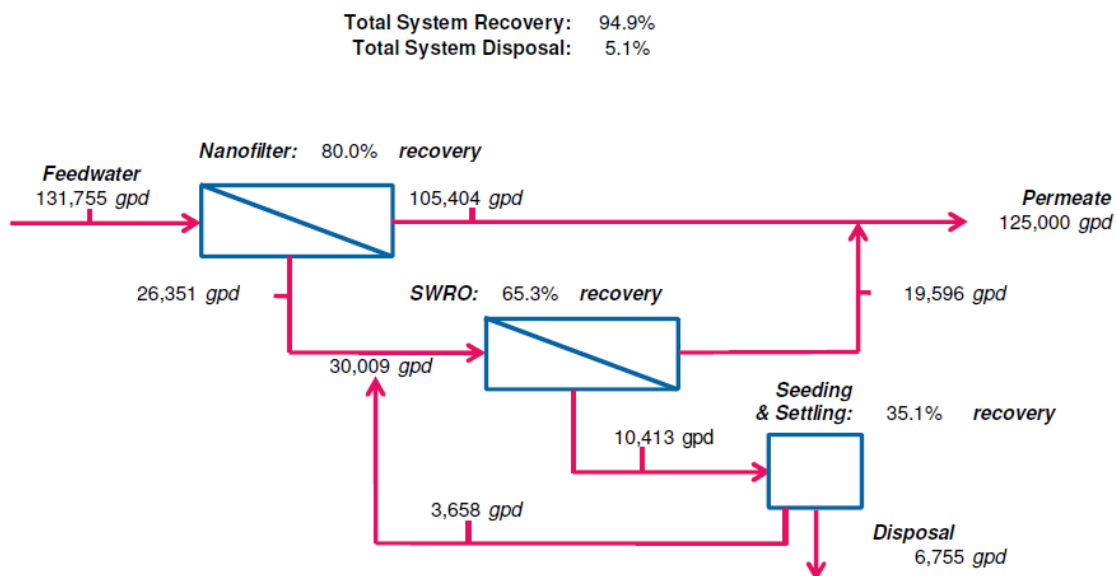 Total System Recovery: 94.9%
Total System Disposal: 5.1%
Nanofilter: 80.0% recovery
Feedwater
131,755 gpd
105,404 gpd
Permeate
125,000 gpd
26,351 gpd
SWRO: 65.3% recovery
19,596 gpd
30,009 gpd
Seeding
& Settling: 35.1% recovery
10,413 gpd
3,658 gpd
Disposal
6,755 gpd